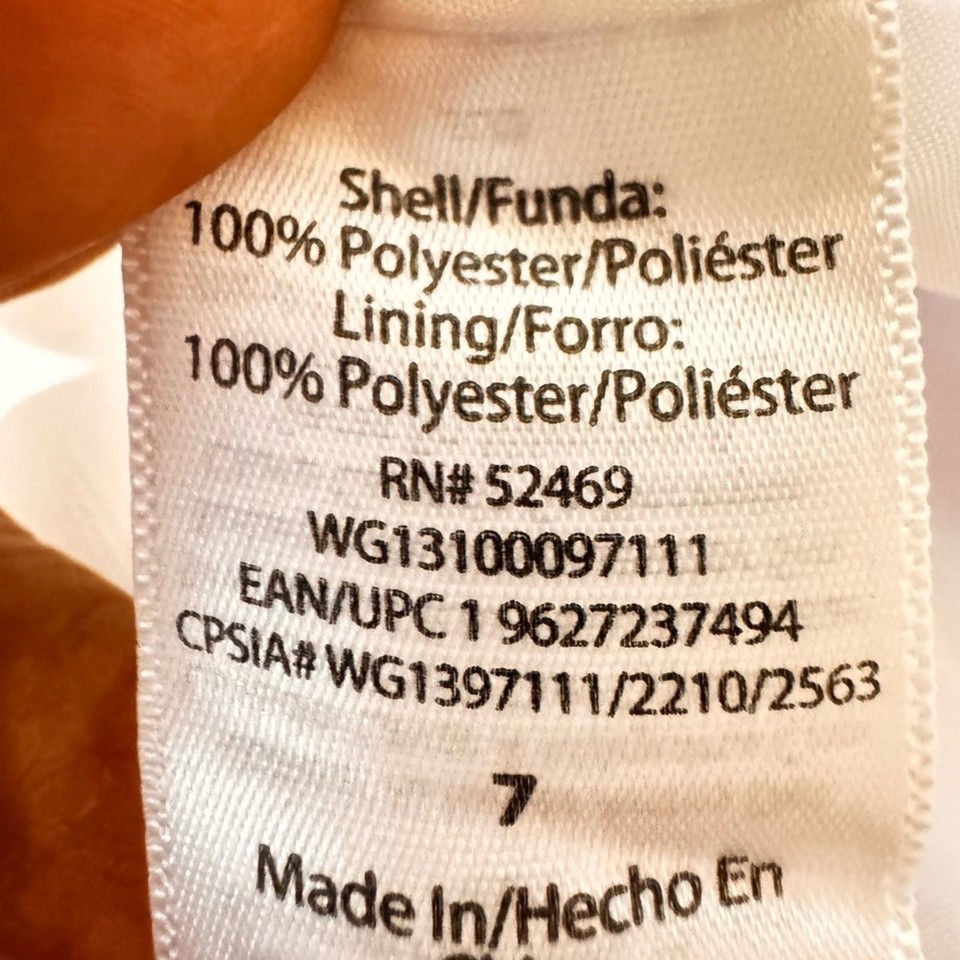 Shell/Funda:
100% Polyester/Poliéster
Lining/Forro:
100% Polyester/Poliéster
RN# 52469
WG13100097111
EAN/UPC 1 9627237494
CPSIA# WG1397111/2210/2563
7
Made In/Hecho En